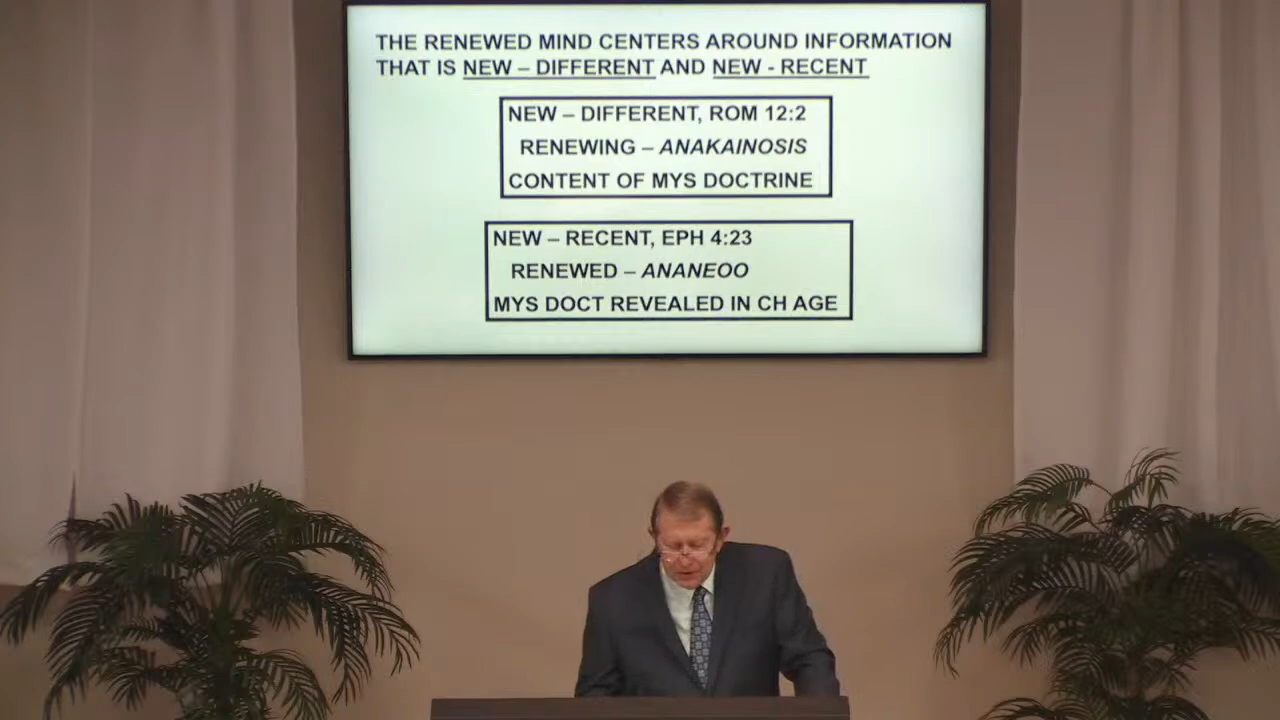 THE RENEWED MIND CENTERS AROUND INFORMATION
THAT IS NEW – DIFFERENT AND NEW - RECENT
NEW – DIFFERENT, ROM 12:2
RENEWING – ANAKAINOSIS
CONTENT OF MYS DOCTRINE
NEW – RECENT, EPH 4:23
RENEWED – ANANEOO
MYS DOCT REVEALED IN CH AGE